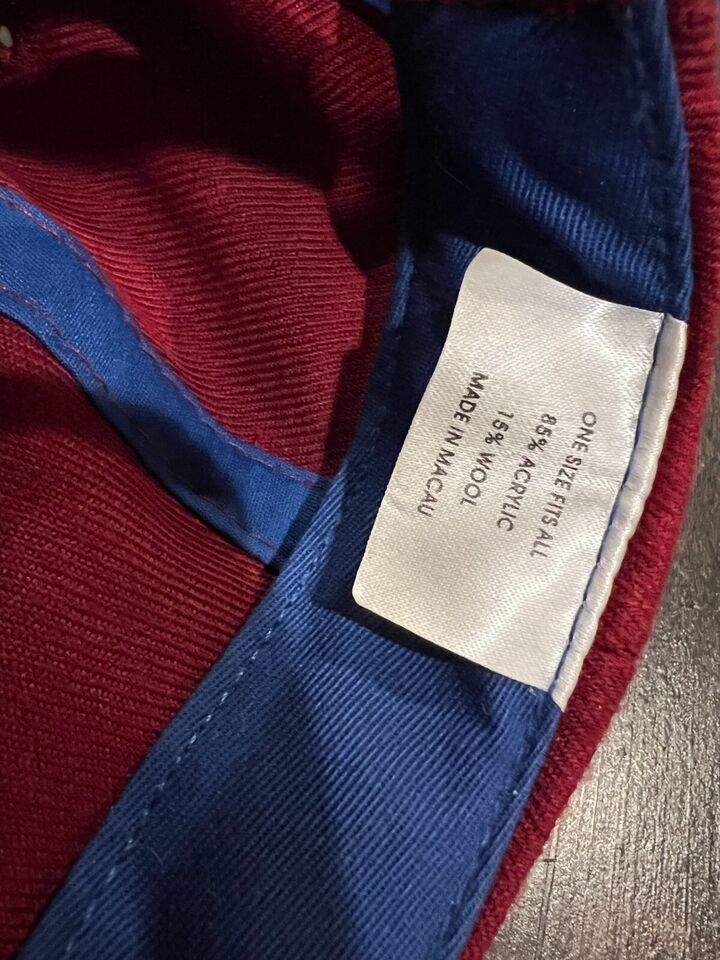 ONE SIZE FITS ALL
85% ACRYLIC
15% WOOL
MADE IN MACAU